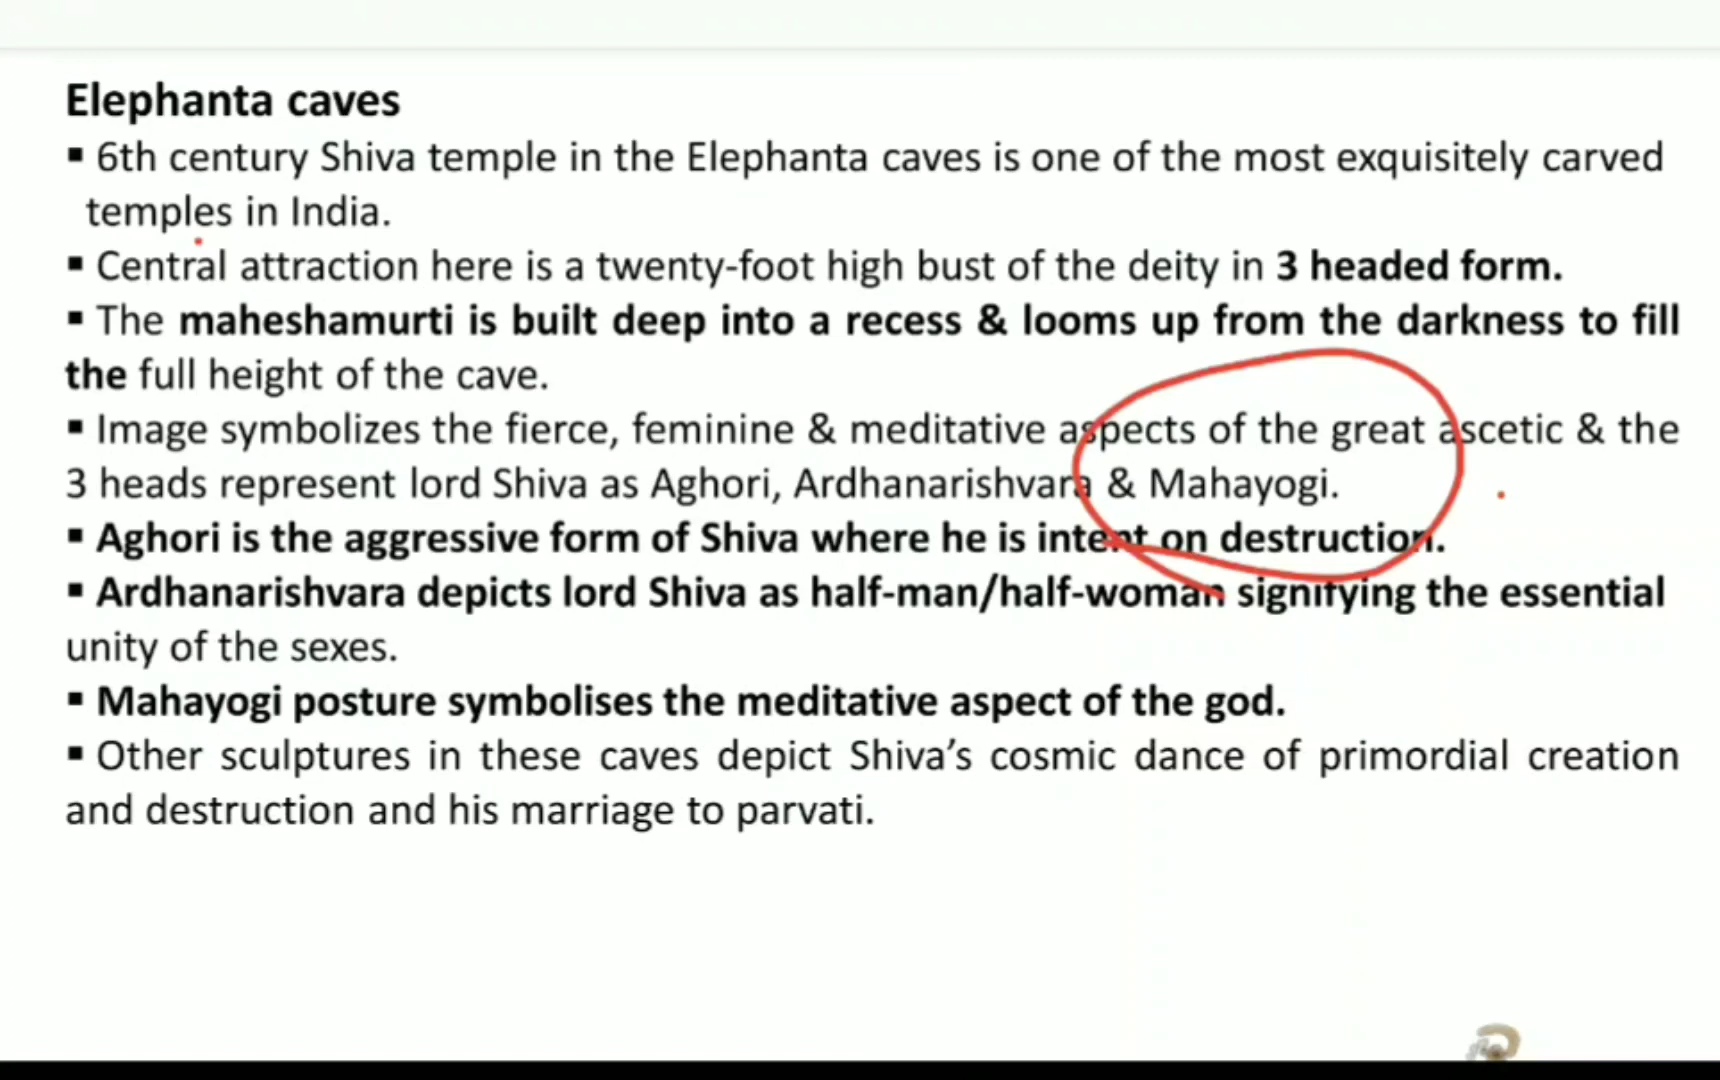 Elephanta caves
▪ 6th century Shiva temple in the Elephanta caves is one of the most exquisitely carved
temples in India.
▪ Central attraction here is a twenty-foot high bust of the deity in 3 headed form.
▪ The maheshamurti is built deep into a recess & looms up from the darkness to fill
the full height of the cave.
▪ Image symbolizes the fierce, feminine & meditative aspects of the great ascetic & the
3 heads represent lord Shiva as Aghori, Ardhanarishvara & Mahayogi.
▪ Aghori is the aggressive form of Shiva where he is intent on destruction.
▪ Ardhanarishvara depicts lord Shiva as half-man/half-woman signifying the essential
unity of the sexes.
▪ Mahayogi posture symbolises the meditative aspect of the god.
▪ Other sculptures in these caves depict Shiva’s cosmic dance of primordial creation
and destruction and his marriage to parvati.